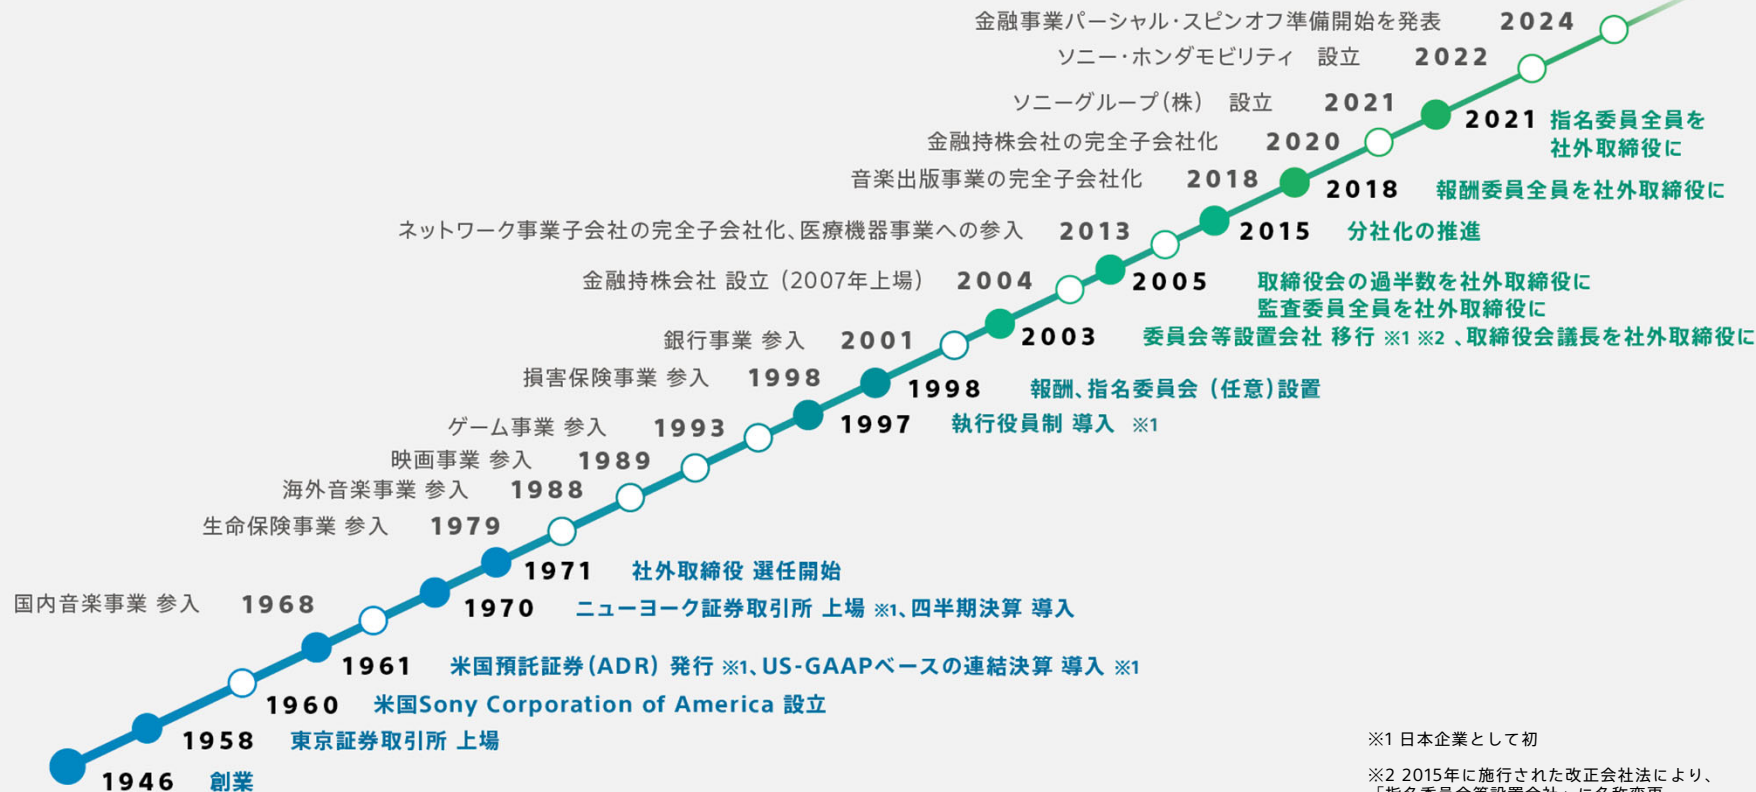 金融事業パーシャル・スピンオフ準備開始を発表 2024
ソニー・ホンダモビリティ 設立 2022
ソニーグループ(株) 設立 2021
2021 指名委員全員を
社外取締役に
金融持株会社の完全子会社化 2020
音楽出版事業の完全子会社化 2018
2018 報酬委員全員を社外取締役に
ネットワーク事業子会社の完全子会社化、医療機器事業への参入 2013
2015 分社化の推進
金融持株会社 設立 (2007年上場) 2004
2005 取締役会の過半数を社外取締役に
監査委員全員を社外取締役に
銀行事業 参入 2001
2003 委員会等設置会社 移行 ※1 ※2 、取締役会議長を社外取締役に
損害保険事業 参入 1998
1998 報酬、指名委員会 (任意)設置
ゲーム事業 参入 1993
1997 執行役員制 導入 ※1
映画事業 参入 1989
海外音楽事業 参入 1988
生命保険事業 参入 1979
1971 社外取締役 選任開始
国内音楽事業 参入 1968
1970 ニューヨーク証券取引所 上場 ※1、四半期決算 導入
1961 米国預託証券(ADR) 発行 ※1、US-GAAPベースの連結決算 導入 ※1
1960 米国Sony Corporation of America 設立
1958 東京証券取引所 上場
1946 創業
※1 日本企業として初
※2 2015年に施行された改正会社法により、
「指名委員会等設置会社」に名称変更